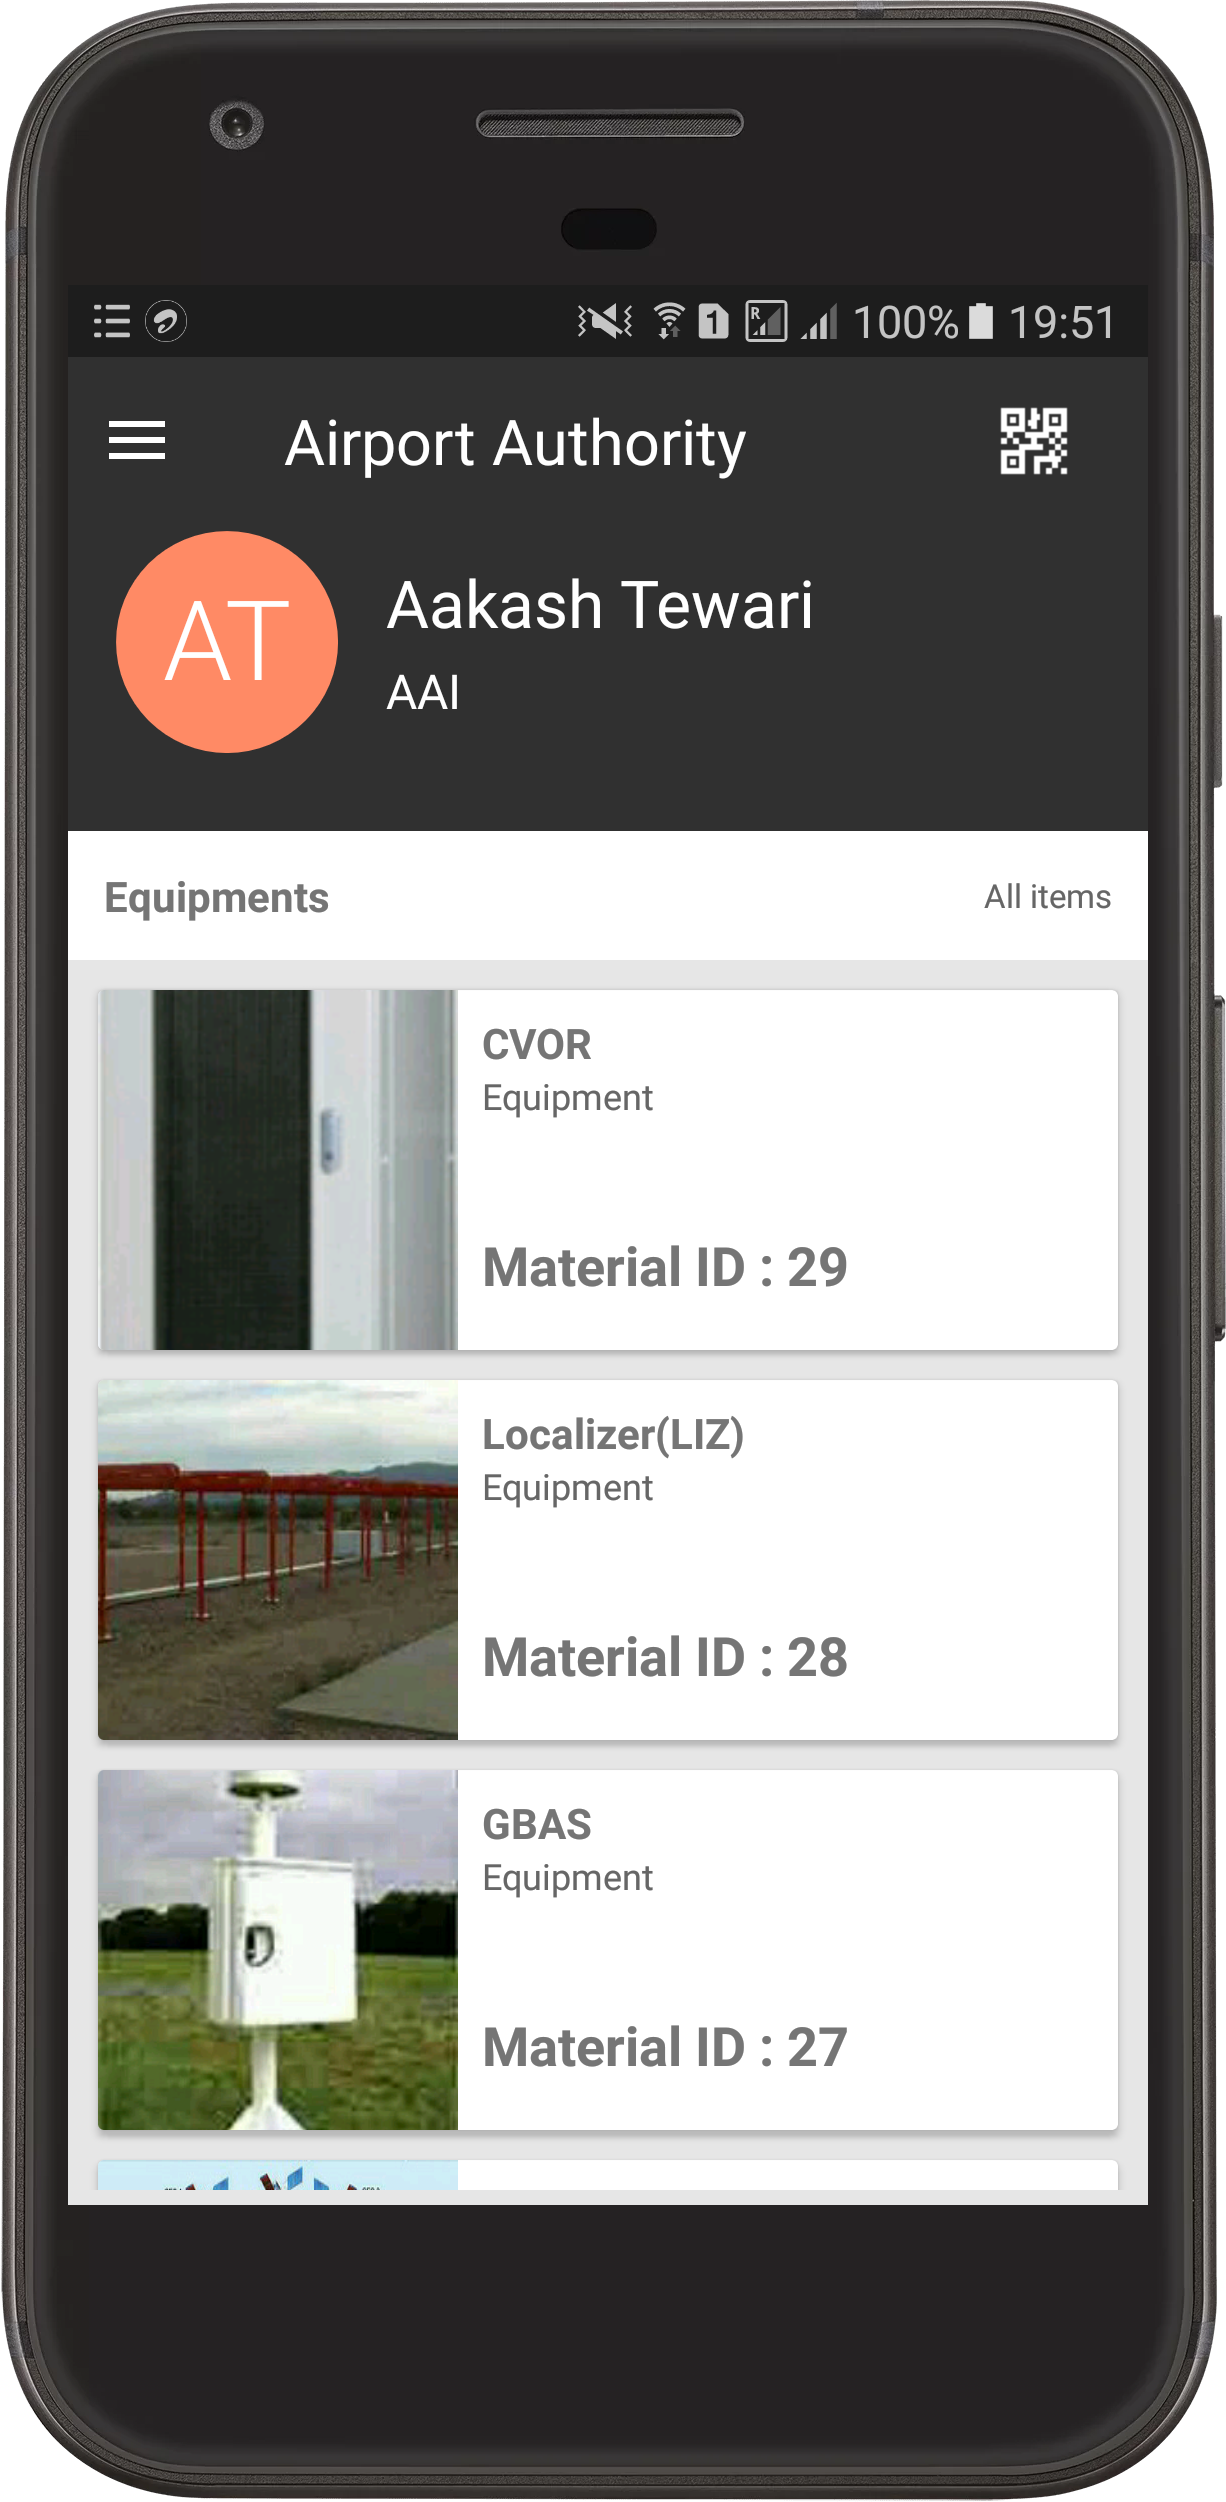 1 R 100% 19:51
Airport Authority
AT
Aakash Tewari
AAI
Equipments
All items
CVOR
Equipment
Material ID : 29
Localizer(LIZ)
Equipment
Material ID : 28
GBAS
Equipment
Material ID : 27